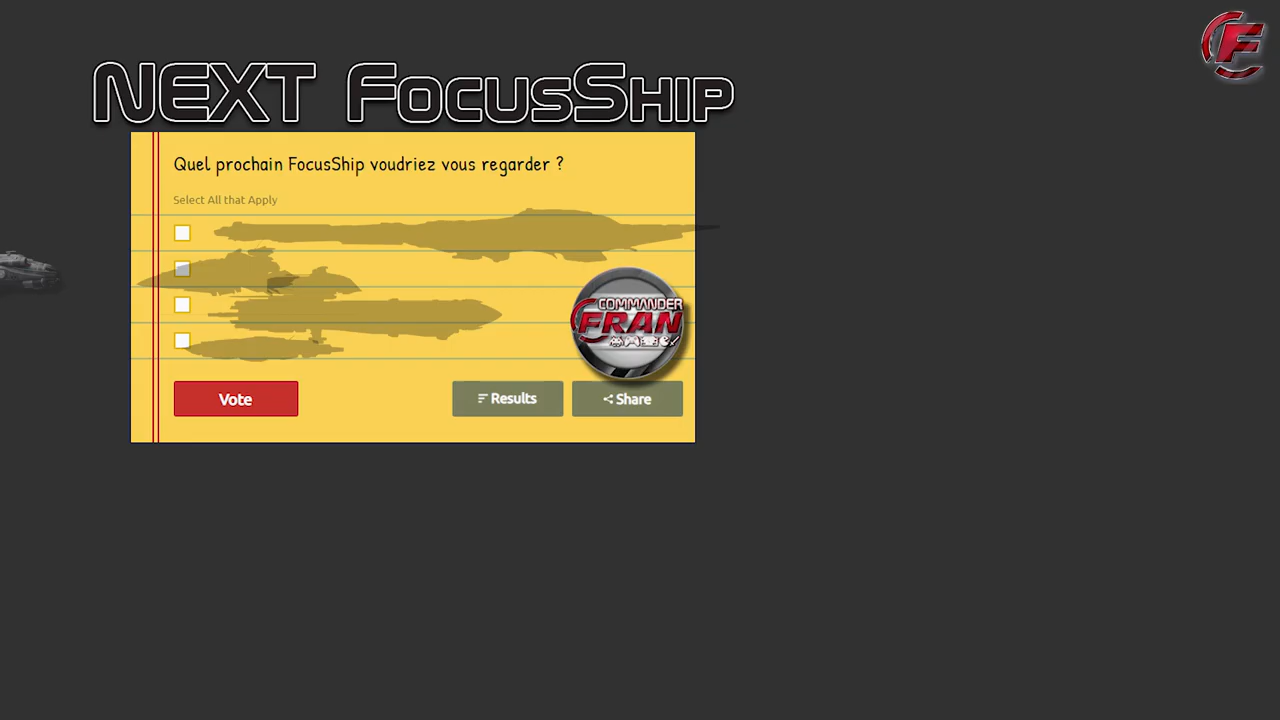 NEXT FocusShip
Quel prochain FocusShip voudriez vous regarder ?
Select All that Apply
COMMANDER
FRAN
Vote
Results
Share
F